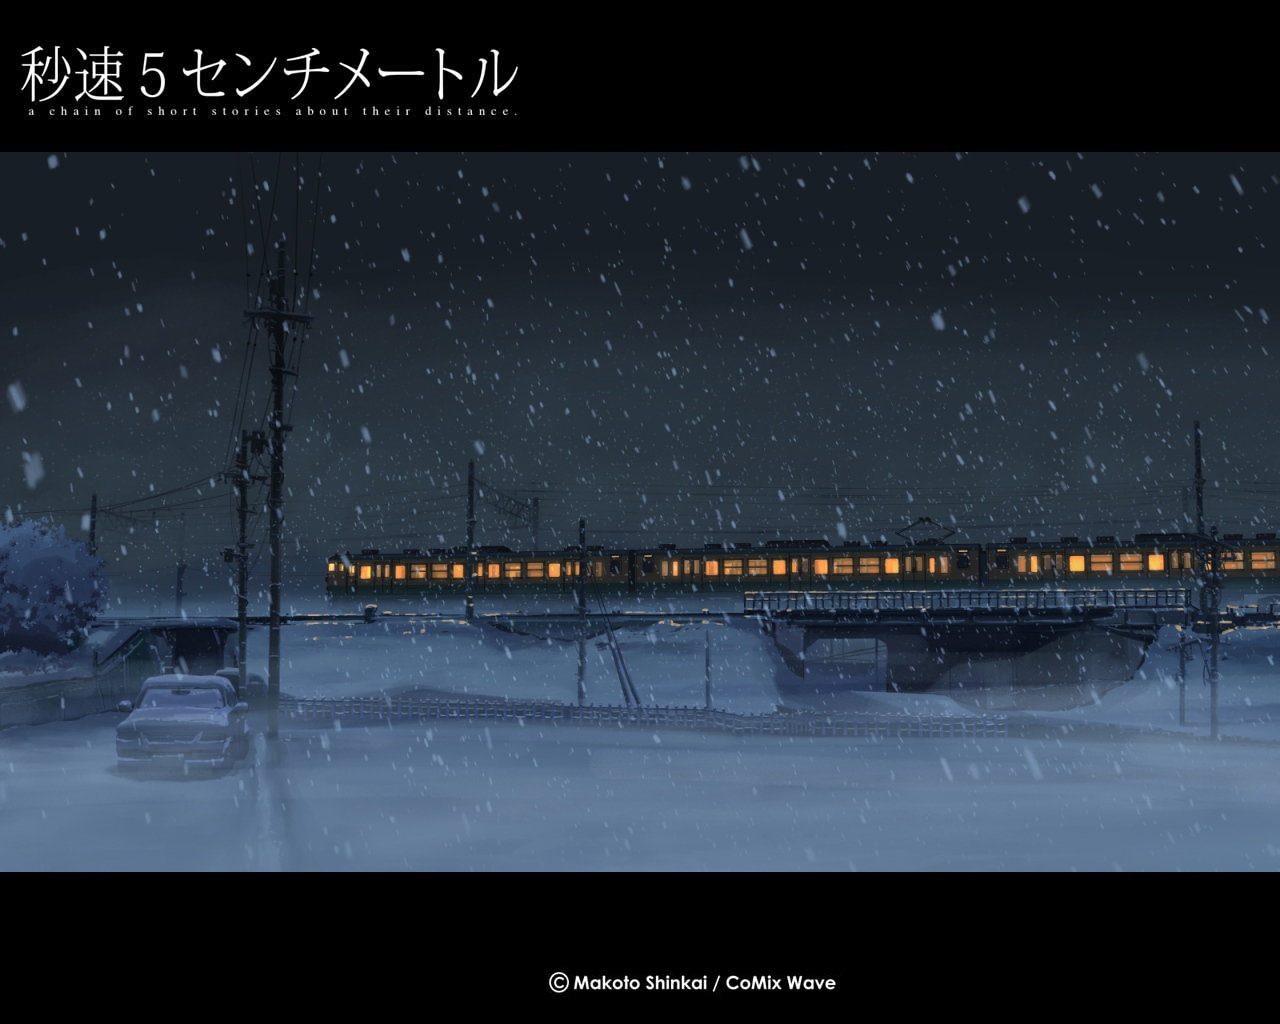 秒速5センチメートル
a chain of short stories about their distance.
© Makoto Shinkai / CoMix Wave